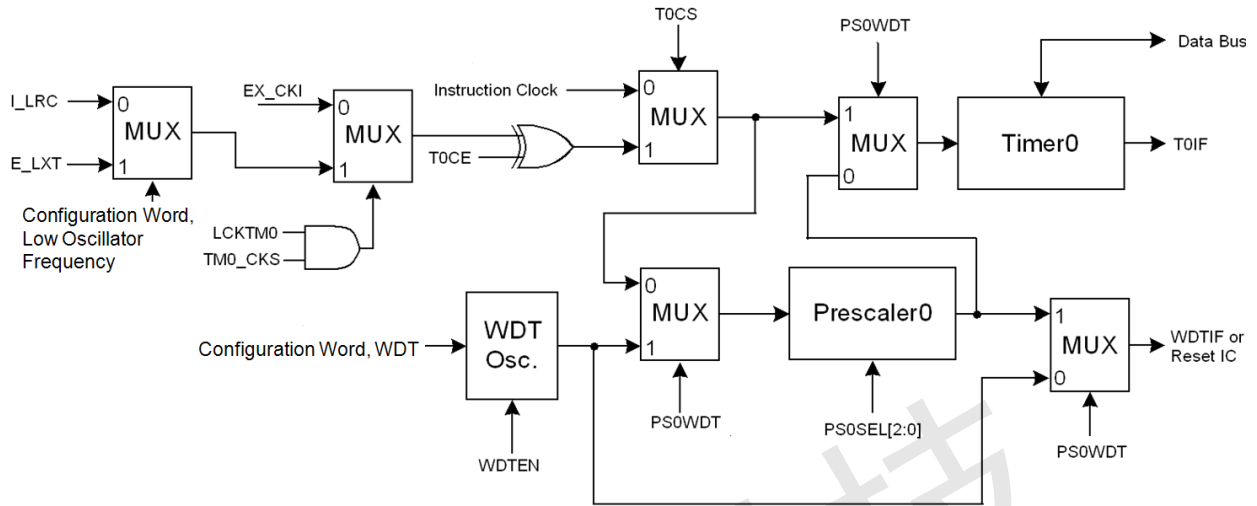 T0CS
PS0WDT
Data Bus
I_LRC
0
MUX
1
E_LXT
EX_CKI
0
MUX
1
T0CE
Instruction Clock
0
MUX
1
1
MUX
0
Timer0
T0IF
Configuration Word,
Low Oscillator
Frequency
LCKTM0
TM0_CKS
Configuration Word, WDT
WDT
Osc.
WDTEN
0
MUX
1
PS0WDT
Prescaler0
PS0SEL[2:0]
1
MUX
0
PS0WDT
WDTIF or
Reset IC